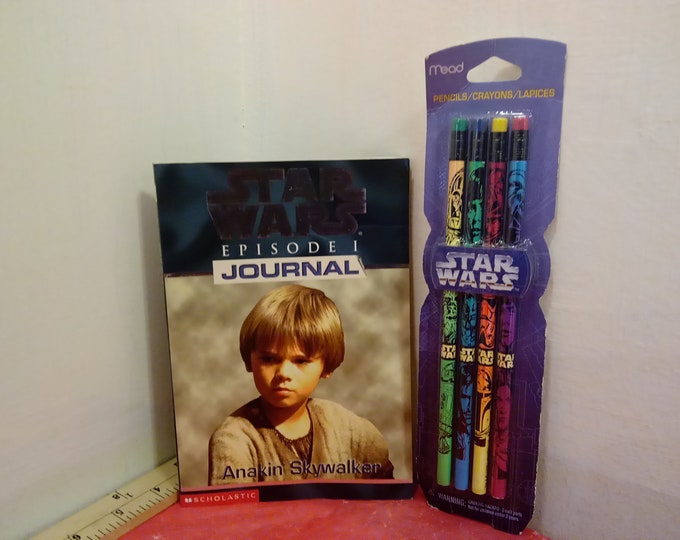 STAR
WARS
EPISODE I
JOURNAL
Anakin Skywalker
SCHOLASTIC
mead
PENCILS/CRAYONS/LAPICES
STAR
WARS
STAR
WARS
STAR
WARS
STAR
WARS
STAR
WARS
WARNING: